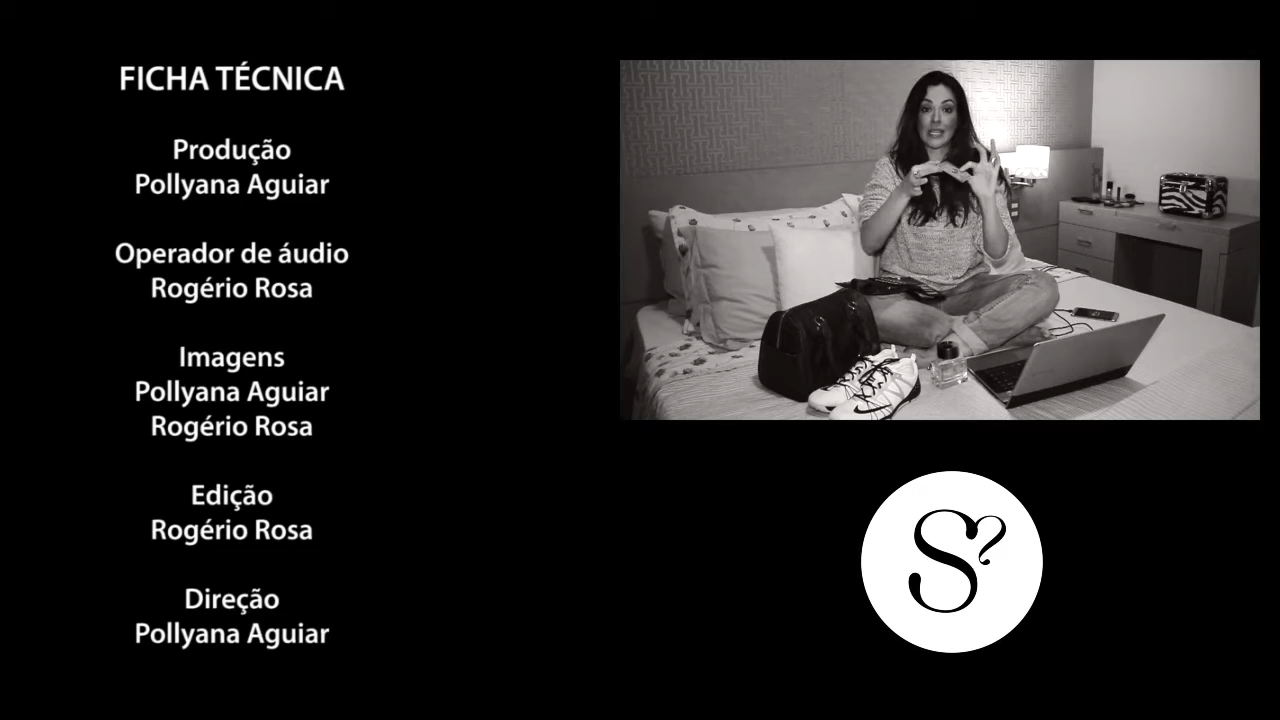 FICHA TÉCNICA
Produção
Pollyana Aguiar
Operador de áudio
Rogério Rosa
Imagens
Pollyana Aguiar
Rogério Rosa
Edição
Rogério Rosa
Direção
Pollyana Aguiar
S